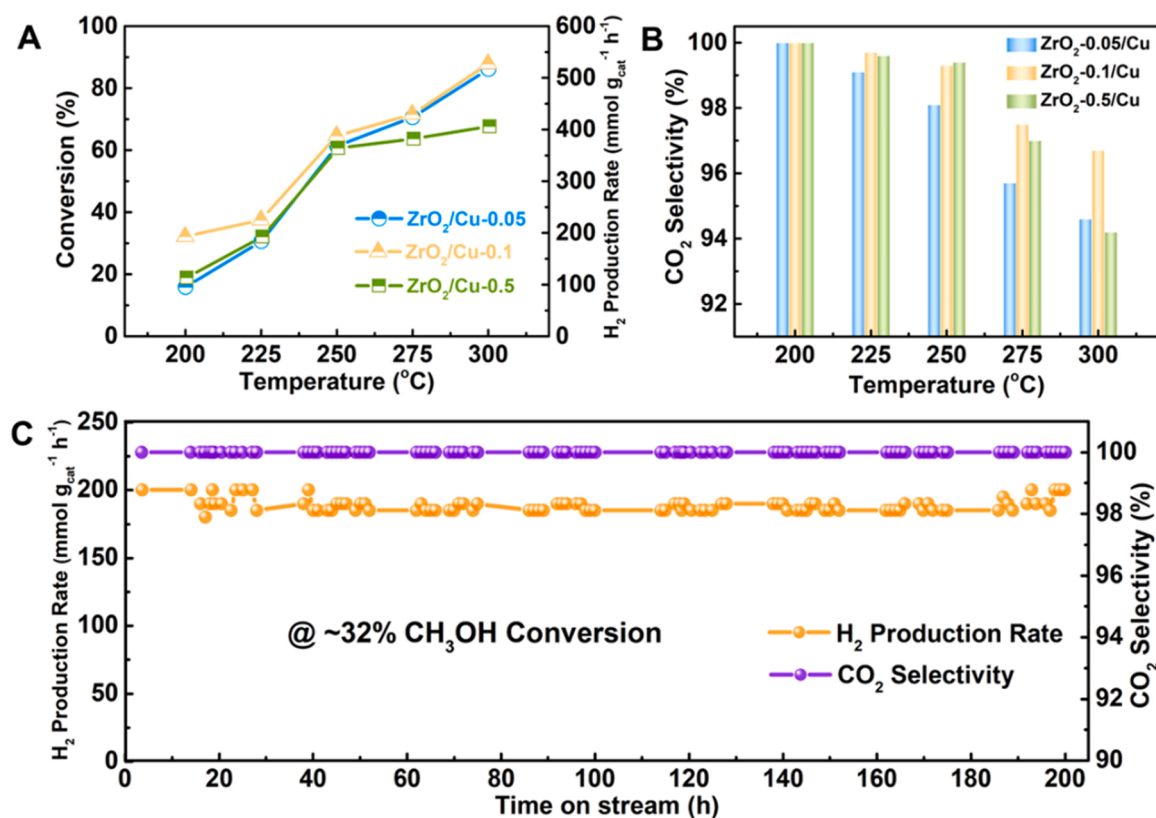 A
Conversion (%)
100
80
60
40
20
0
600
500
400
300
200
100
0
H₂ Production Rate (mmol g_cat⁻¹ h⁻¹)
ZrO₂/Cu-0.05
ZrO₂/Cu-0.1
ZrO₂/Cu-0.5
200 225 250 275 300
Temperature (°C)
B
CO₂ Selectivity (%)
100
98
96
94
92
ZrO₂-0.05/Cu
ZrO₂-0.1/Cu
ZrO₂-0.5/Cu
200 225 250 275 300
Temperature (°C)
C
H₂ Production Rate (mmol g_cat⁻¹ h⁻¹)
250
200
150
100
50
0
100
98
96
94
92
90
CO₂ Selectivity (%)
@ ~32% CH₃OH Conversion
H₂ Production Rate
CO₂ Selectivity
0 20 40 60 80 100 120 140 160 180 200
Time on stream (h)